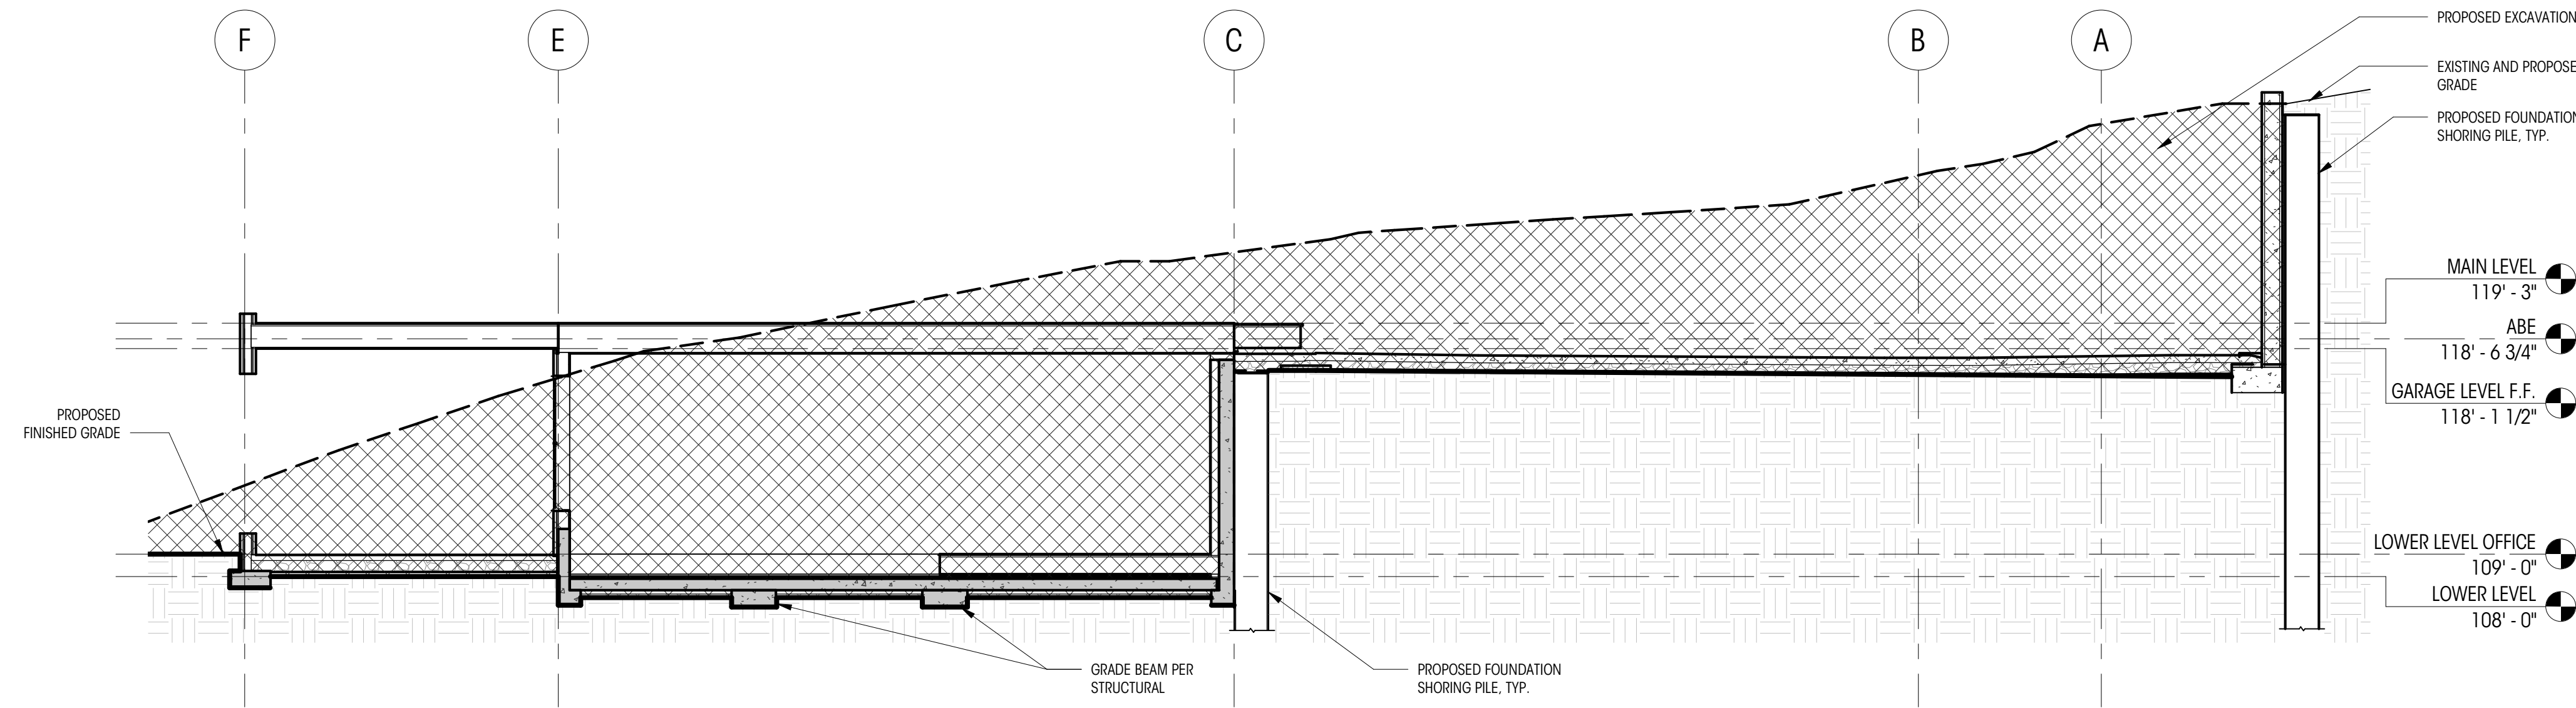 F
E
C
B
A
PROPOSED EXCAVATION
EXISTING AND PROPOSE
GRADE
PROPOSED FOUNDATION
SHORING PILE, TYP.
MAIN LEVEL
119' - 3"
ABE
118' - 6 3/4"
GARAGE LEVEL F.F.
118' - 1 1/2"
PROPOSED
FINISHED GRADE
LOWER LEVEL OFFICE
109' - 0"
LOWER LEVEL
108' - 0"
GRADE BEAM PER
STRUCTURAL
PROPOSED FOUNDATION
SHORING PILE, TYP.